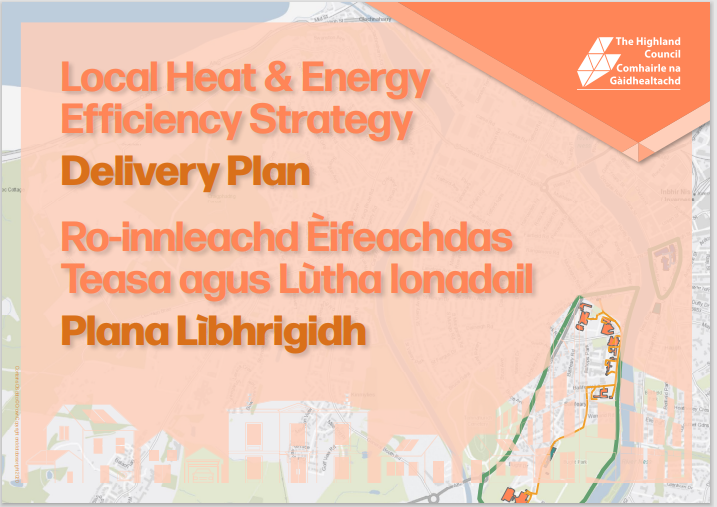 The Highland
Council
Comhairle na
Gàidhealtachd
Local Heat & Energy
Efficiency Strategy
Delivery Plan
Ro-innleachd Èifeachdas
Teasa agus Lùtha Ionadail
Plana Lìbhrigidh